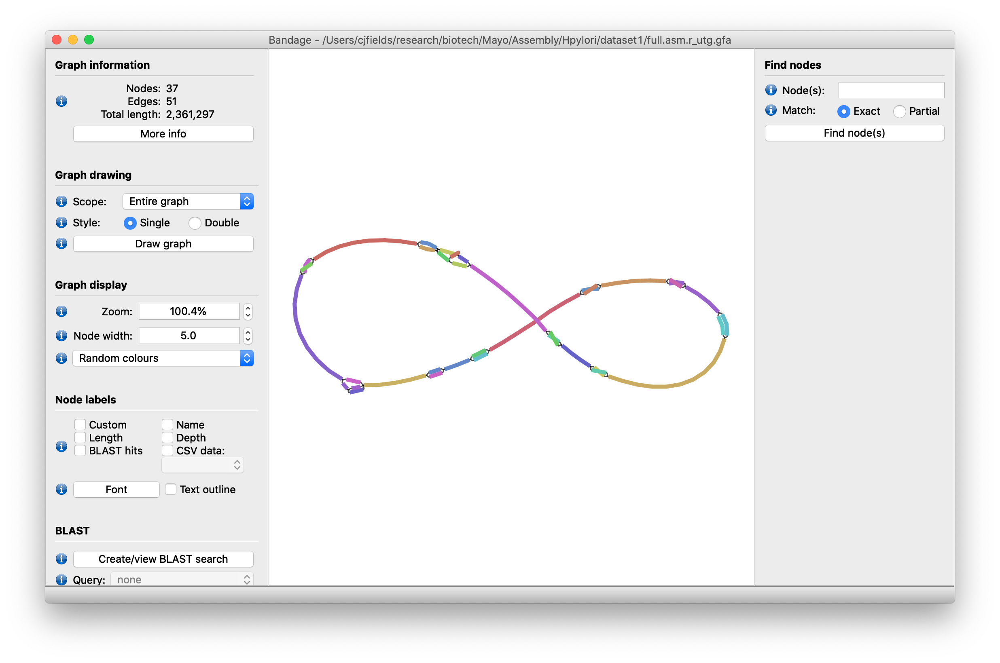 Bandage - /Users/cjfields/research/biotech/Mayo/Assembly/Hpylori/dataset1/full.asm.r_utg.gfa
Graph information
Nodes: 37
Edges: 51
Total length: 2,361,297
More info
Graph drawing
Scope: Entire graph
Style: Single Double
Draw graph
Graph display
Zoom: 100.4%
Node width: 5.0
Random colours
Node labels
Custom Name
Length Depth
BLAST hits CSV data:
Font Text outline
BLAST
Create/view BLAST search
Query: none
Find nodes
Node(s):
Match: Exact Partial
Find node(s)